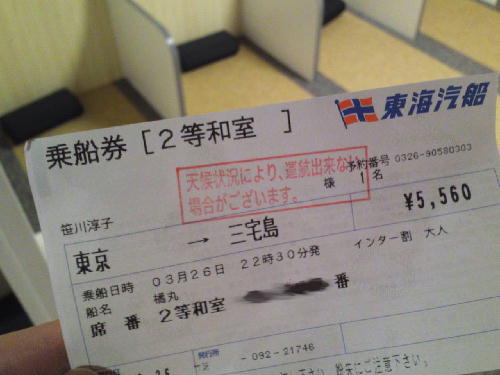 東海汽船
乗船券 [2等和室 ]
天候状況により、運航出来ない
場合がございます。
予約番号 0326-90580303
笹川淳子 様 1名
東京 → 三宅島 ¥5,560
乗船日時 03月26日 22時30分発 インター割 大人
船名 橘丸
席番 2等和室 番
発行所 -092-21746